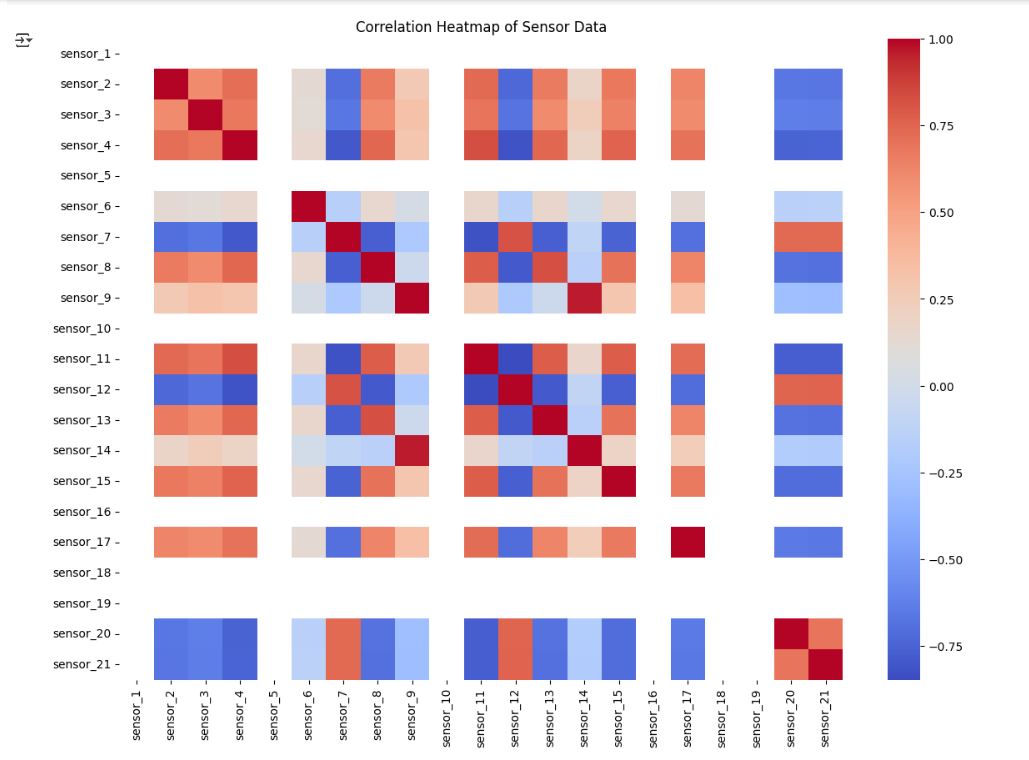 Correlation Heatmap of Sensor Data
sensor_1
sensor_2
sensor_3
sensor_4
sensor_5
sensor_6
sensor_7
sensor_8
sensor_9
sensor_10
sensor_11
sensor_12
sensor_13
sensor_14
sensor_15
sensor_16
sensor_17
sensor_18
sensor_19
sensor_20
sensor_21
sensor_1
sensor_2
sensor_3
sensor_4
sensor_5
sensor_6
sensor_7
sensor_8
sensor_9
sensor_10
sensor_11
sensor_12
sensor_13
sensor_14
sensor_15
sensor_16
sensor_17
sensor_18
sensor_19
sensor_20
sensor_21
1.00
0.75
0.50
0.25
0.00
−0.25
−0.50
−0.75